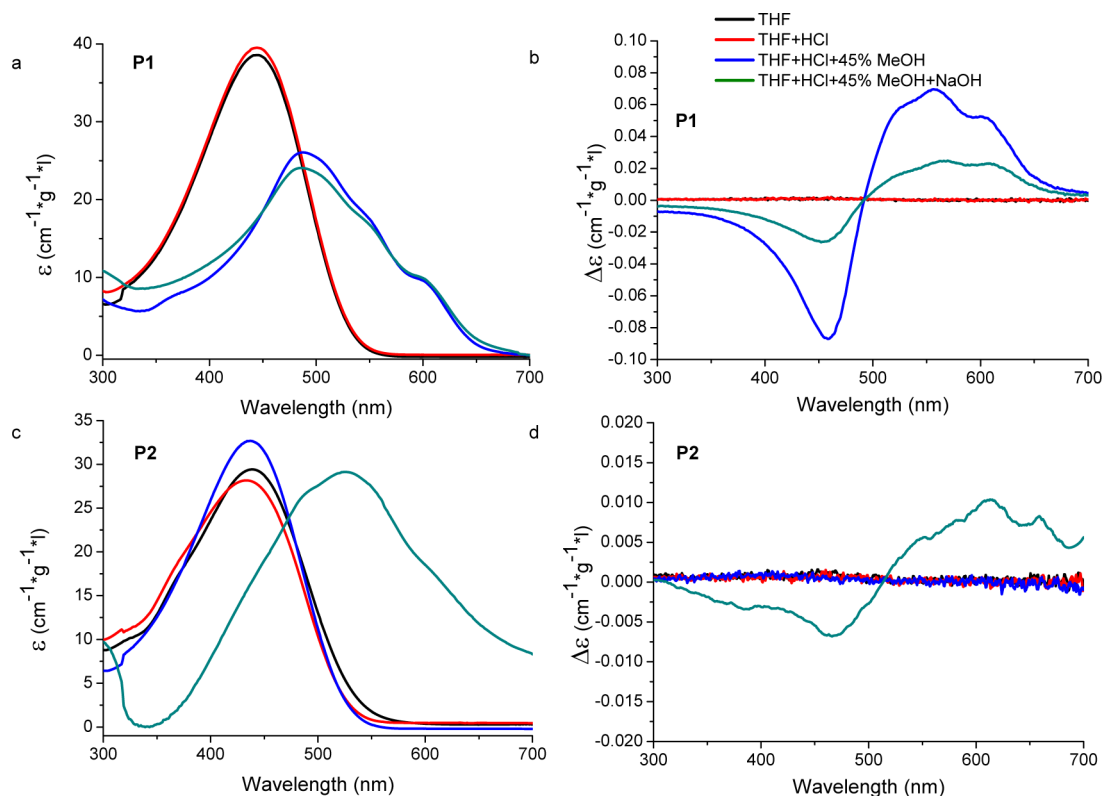 a
P1
ε (cm⁻¹*g⁻¹*l)
40
30
20
10
0
300
400
500
600
700
Wavelength (nm)
b
THF
THF+HCl
THF+HCl+45% MeOH
THF+HCl+45% MeOH+NaOH
P1
Δε (cm⁻¹*g⁻¹*l)
0.10
0.08
0.06
0.04
0.02
0.00
-0.02
-0.04
-0.06
-0.08
-0.10
300
400
500
600
700
Wavelength (nm)
c
P2
ε (cm⁻¹*g⁻¹*l)
35
30
25
20
15
10
5
0
300
400
500
600
700
Wavelength (nm)
d
P2
Δε (cm⁻¹*g⁻¹*l)
0.020
0.015
0.010
0.005
0.000
-0.005
-0.010
-0.015
-0.020
300
400
500
600
700
Wavelength (nm)